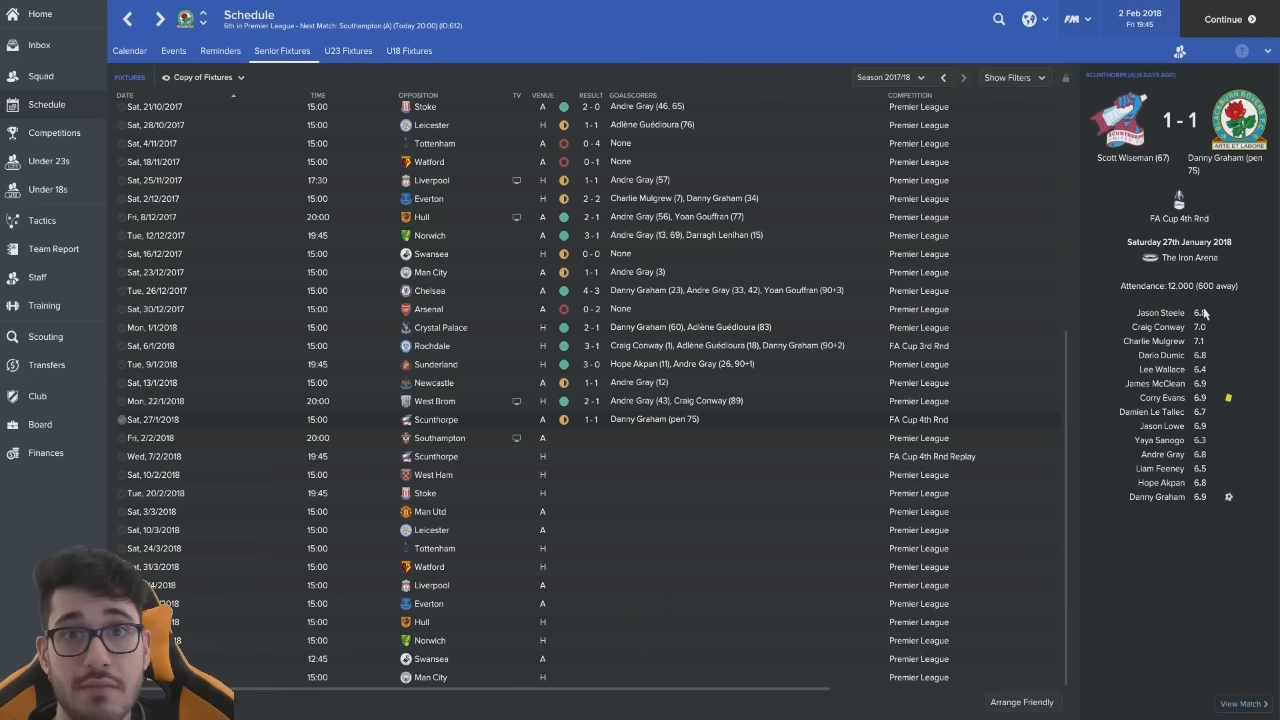 Home
Inbox
Squad
Schedule
Competitions
Under 23s
Under 18s
Tactics
Team Report
Staff
Training
Scouting
Transfers
Club
Board
Finances
Schedule
6th in Premier League - Next Match: Southampton (A) (Today 20:00) (ID:612)
FM
2 Feb 2018
Fri 19:45
Continue
Calendar Events Reminders Senior Fixtures U23 Fixtures U18 Fixtures
?
FIXTURES Copy of Fixtures Season 2017/18 Show Filters
DATE TIME OPPOSITION TV VENUE RESULT GOALSCORERS COMPETITION
Sat, 21/10/2017 15:00 Stoke A 2 - 0 Andre Gray (46, 65) Premier League
Sat, 28/10/2017 15:00 Leicester H 1 - 1 Adlène Guédioura (76) Premier League
Sat, 4/11/2017 15:00 Tottenham A 0 - 4 None Premier League
Sat, 18/11/2017 15:00 Watford A 0 - 1 None Premier League
Sat, 25/11/2017 17:30 Liverpool H 1 - 1 Andre Gray (57) Premier League
Sat, 2/12/2017 15:00 Everton H 2 - 2 Charlie Mulgrew (7), Danny Graham (34) Premier League
Fri, 8/12/2017 20:00 Hull A 2 - 1 Andre Gray (56), Yoan Gouffran (77) Premier League
Tue, 12/12/2017 19:45 Norwich A 3 - 1 Andre Gray (13, 69), Darragh Lenihan (15) Premier League
Sat, 16/12/2017 15:00 Swansea H 0 - 0 None Premier League
Sat, 23/12/2017 15:00 Man City A 1 - 1 Andre Gray (3) Premier League
Tue, 26/12/2017 15:00 Chelsea A 4 - 3 Danny Graham (23), Andre Gray (33, 42), Yoan Gouffran (90+3) Premier League
Sat, 30/12/2017 15:00 Arsenal H 0 - 2 None Premier League
Mon, 1/1/2018 15:00 Crystal Palace H 2 - 1 Danny Graham (60), Adlène Guédioura (83) Premier League
Sat, 6/1/2018 15:00 Rochdale H 3 - 1 Craig Conway (1), Adlène Guédioura (18), Danny Graham (90+2) FA Cup 3rd Rnd
Tue, 9/1/2018 19:45 Sunderland H 3 - 0 Hope Akpan (11), Andre Gray (26, 90+1) Premier League
Sat, 13/1/2018 15:00 Newcastle A 1 - 1 Andre Gray (12) Premier League
Mon, 22/1/2018 20:00 West Brom H 2 - 1 Andre Gray (43), Craig Conway (89) Premier League
Sat, 27/1/2018 15:00 Scunthorpe A 1 - 1 Danny Graham (pen 75) FA Cup 4th Rnd
Fri, 2/2/2018 20:00 Southampton A Premier League
Wed, 7/2/2018 19:45 Scunthorpe H FA Cup 4th Rnd Replay
Sat, 10/2/2018 15:00 West Ham H Premier League
Tue, 20/2/2018 19:45 Stoke H Premier League
Sat, 3/3/2018 15:00 Man Utd A Premier League
Sat, 10/3/2018 15:00 Leicester A Premier League
Sat, 24/3/2018 15:00 Tottenham H Premier League
31/3/2018 15:00 Watford H Premier League
15:00 Liverpool A Premier League
15:00 Everton A Premier League
15:00 Hull H Premier League
15:00 Norwich H Premier League
12:45 Swansea A Premier League
15:00 Man City H Premier League
Arrange Friendly
SCUNTHORPE (A) (5 DAYS AGO)
SCUNTHORPE
BLACKBURN ROVERS
ARTE ET LABORE
1 - 1
Scott Wiseman (67) Danny Graham (pen
75)
FA Cup 4th Rnd
Saturday 27th January 2018
The Iron Arena
Attendance: 12,000 (600 away)
Jason Steele 6.8
Craig Conway 7.0
Charlie Mulgrew 7.1
Dario Dumic 6.8
Lee Wallace 6.4
James McClean 6.9
Corry Evans 6.9
Damien Le Tallec 6.7
Jason Lowe 6.9
Yaya Sanogo 6.3
Andre Gray 6.8
Liam Feeney 6.5
Hope Akpan 6.8
Danny Graham 6.9
View Match